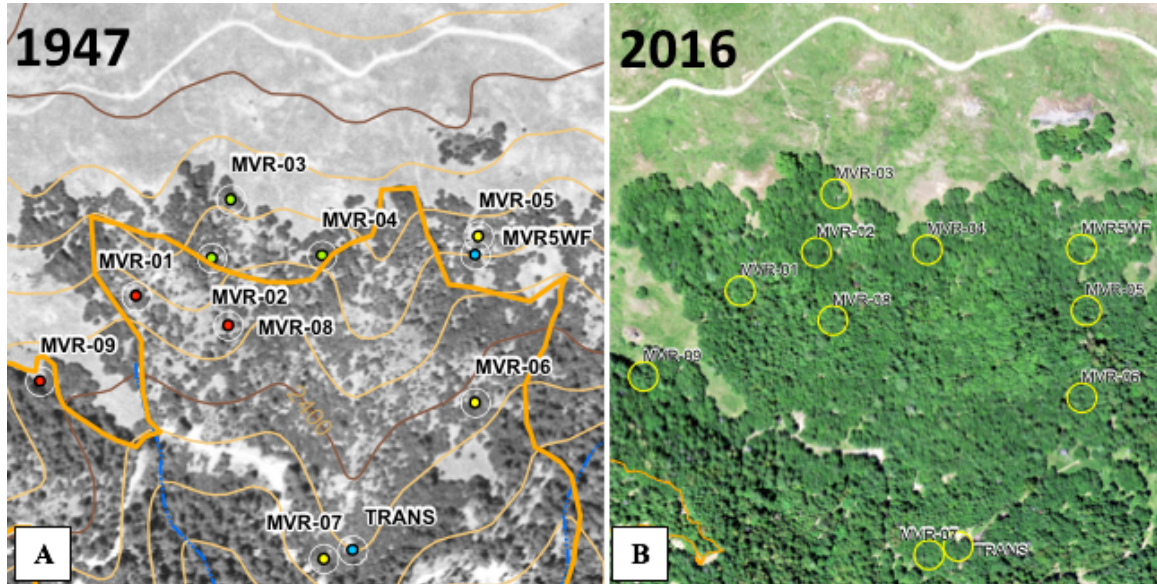 1947
MVR-03
MVR-04
MVR-05
MVR5WF
MVR-01
MVR-02
MVR-08
MVR-09
MVR-06
2400
MVR-07
TRANS
A
2016
MVR-03
MVR-02
MVR-04
MVR5WF
MVR-01
MVR-05
MVR-08
MVR-09
MVR-06
MVR-07
TRANS
B